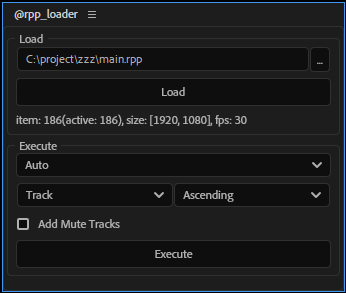 @rpp_loader
Load
C:\project\zzz\main.rpp
...
Load
item: 186(active: 186), size: [1920, 1080], fps: 30
Execute
Auto
Track
Ascending
Add Mute Tracks
Execute